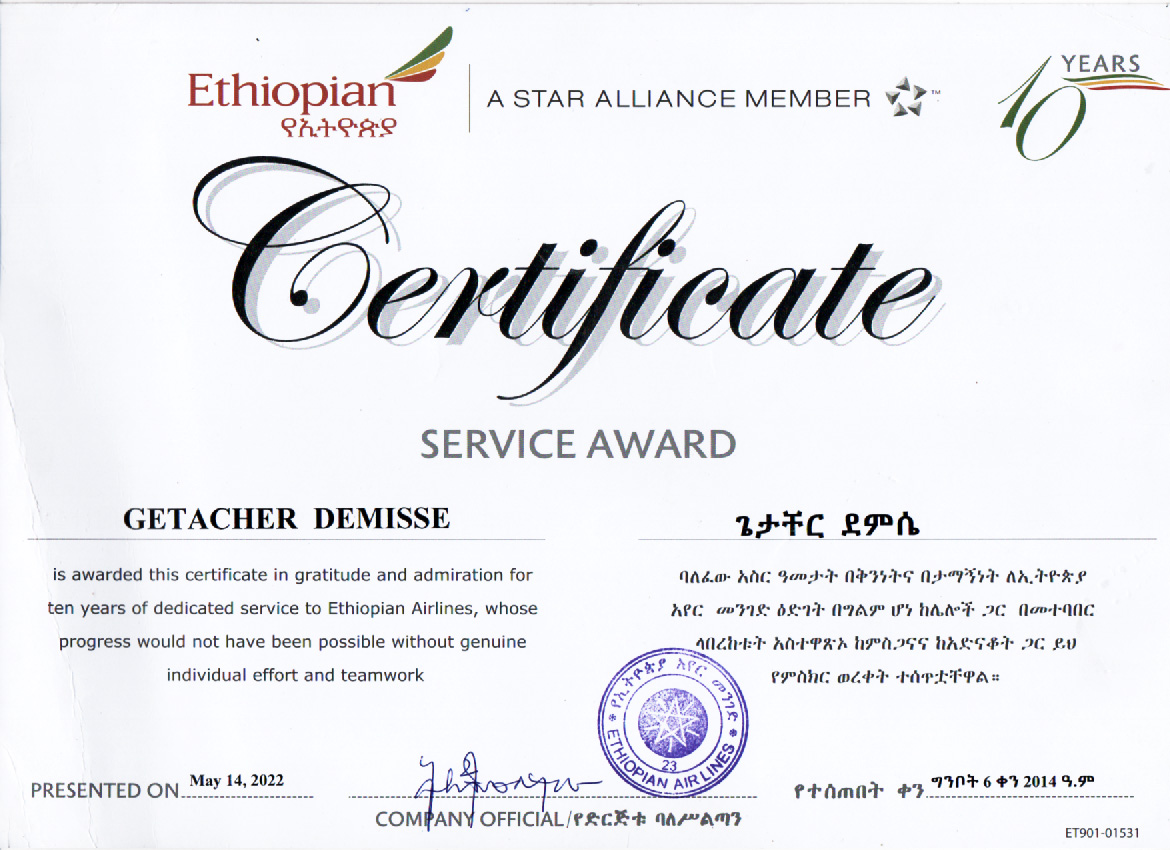 Ethiopian
የኢትዮጵያ
A STAR ALLIANCE MEMBER ™
10 YEARS
Certificate
SERVICE AWARD
GETACHER DEMISSE
is awarded this certificate in gratitude and admiration for
ten years of dedicated service to Ethiopian Airlines, whose
progress would not have been possible without genuine
individual effort and teamwork
ጌታቸር ደምሴ
ባለፈው አስር ዓመታት በቅንነትና በታማኝነት ለኢትዮጵያ
አየር መንገድ ዕድገት በግልም ሆነ ከሌሎች ጋር በመተባበር
ላበረከቱት አስተዋጽኦ ከምስጋናና ከአድናቆት ጋር ይህ
የምስክር ወረቀት ተሰጥቷቸዋል።
የኢትዮጵያ አየር መንገድ
23
ETHIOPIAN AIR LINES
PRESENTED ON May 14, 2022
COMPANY OFFICIAL/የድርጅቱ ባለሥልጣን
የተሰጠበት ቀን ግንቦት 6 ቀን 2014 ዓ.ም
ET901-01531